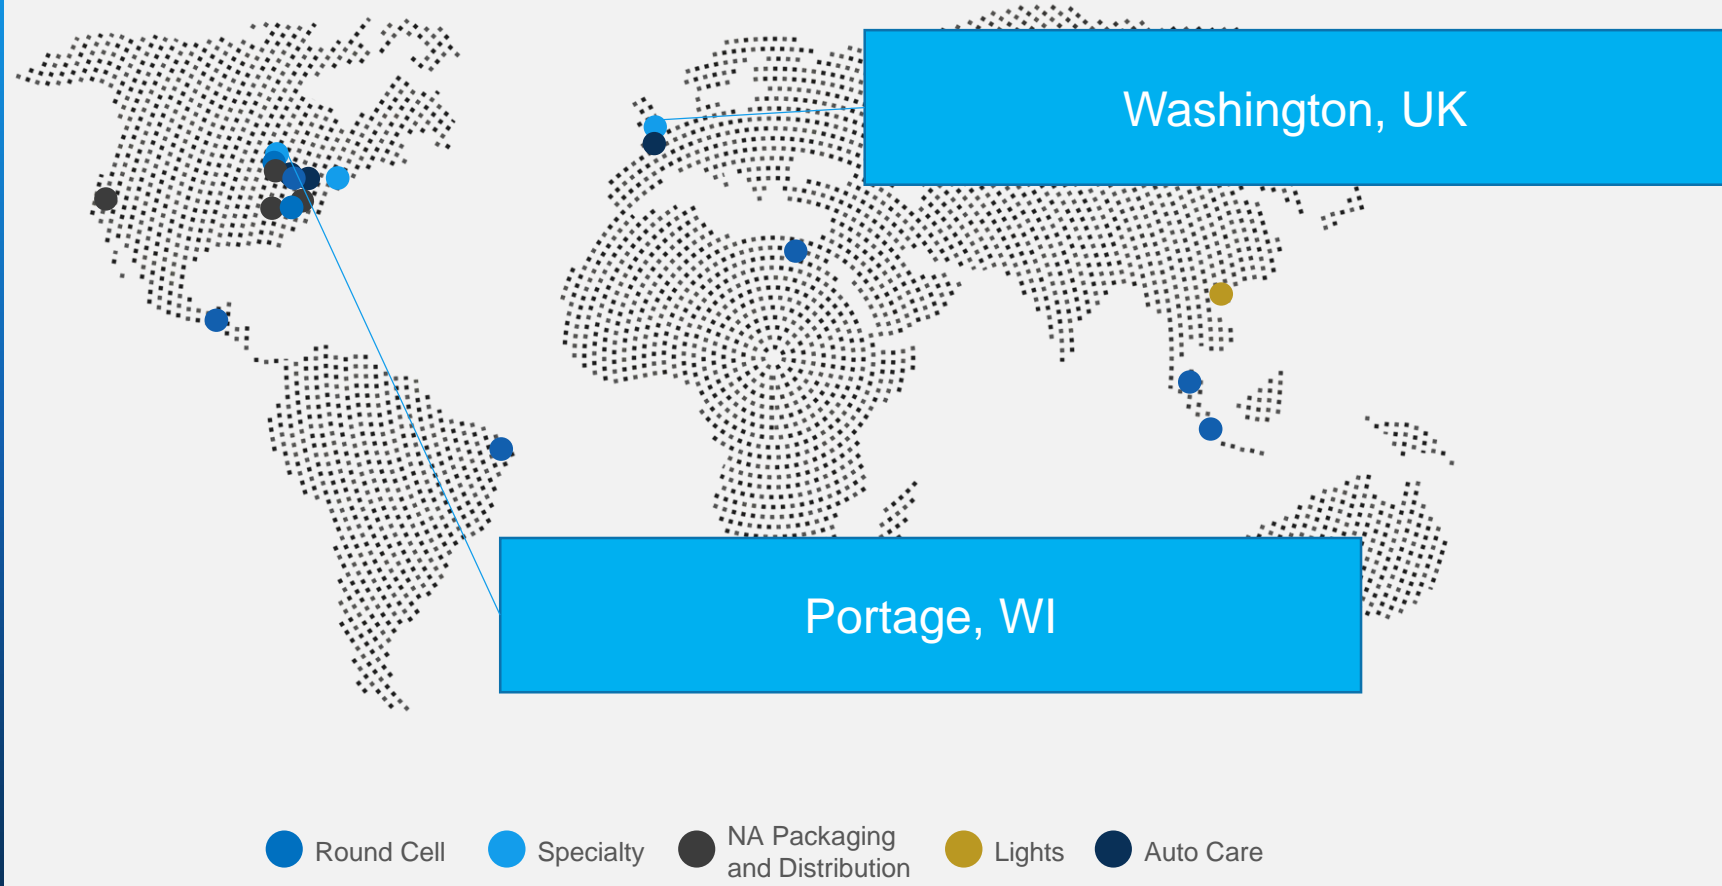 Washington, UK
Portage, WI
Round Cell
Specialty
NA Packaging
and Distribution
Lights
Auto Care